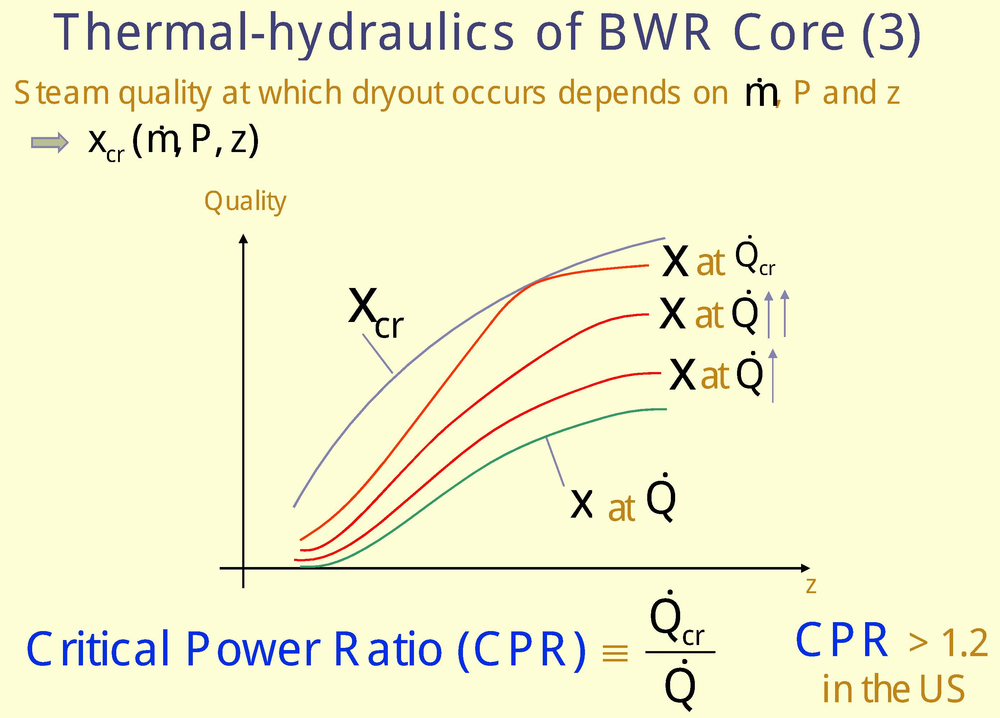 Thermal-hydraulics of BWR Core (3)
Steam quality at which dryout occurs depends on ṁ, P and z
x_cr (ṁ, P, z)
Quality
x at Q̇_cr
x_cr
x at Q̇
x at Q̇
x at Q̇
z
Critical Power Ratio (CPR) ≡ Q̇_cr / Q̇
CPR > 1.2
in the US